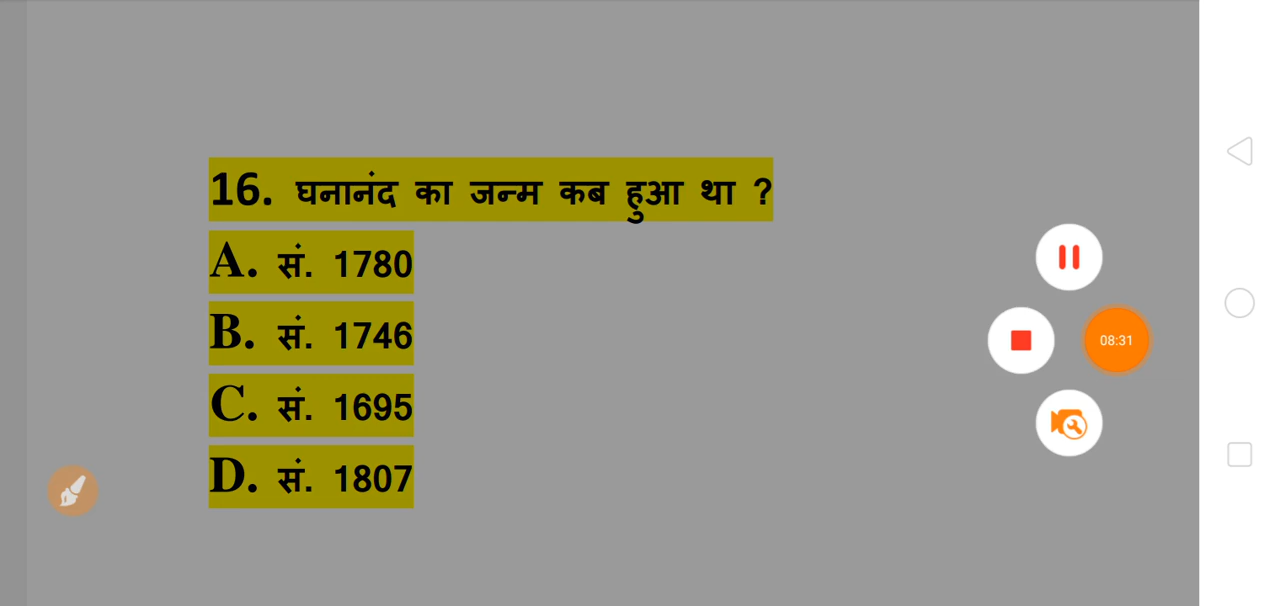 16. घनानंद का जन्म कब हुआ था ?
A. सं. 1780
B. सं. 1746
C. सं. 1695
D. सं. 1807
08:31